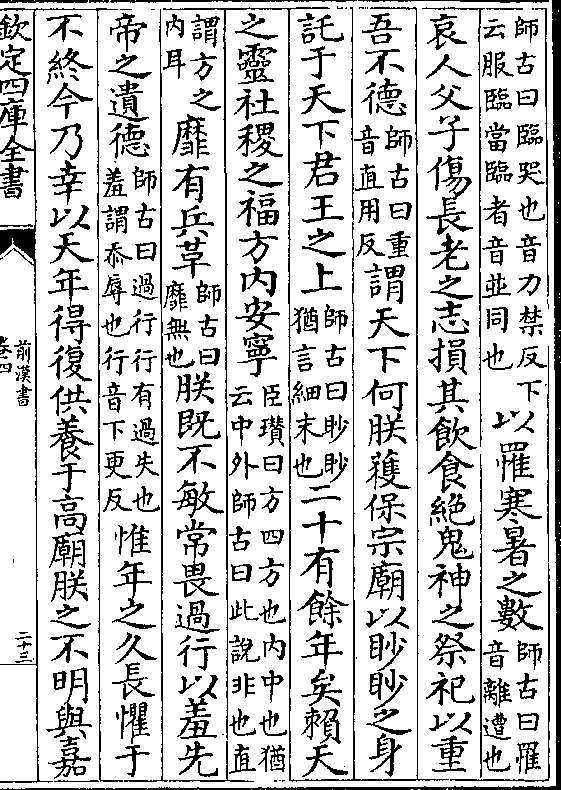 師古曰臨哭也音力禁反下云服臨當臨者音並同也以罹寒暑之數師古曰罹音離遭也
哀人父子傷長老之志損其飲食絶鬼神之祭祀以重
吾不德師古曰重音直用反謂天下何朕獲保宗廟以眇眇之身
託于天下君王之上師古曰眇眇猶言細末也二十有餘年矣賴天
之靈社稷之福方内安寧臣瓚曰方四方也内中也猶云中外師古曰此說非也直
謂方之内耳靡有兵革師古曰靡無也朕既不敏常畏過行以羞先
帝之遺德師古曰過行行有過失也羞謂忝辱也行音下更反惟年之久長懼于
不終今乃幸以天年得復供養于高廟朕之不明與嘉
欽定四庫全書
前漢書
卷四
二十三